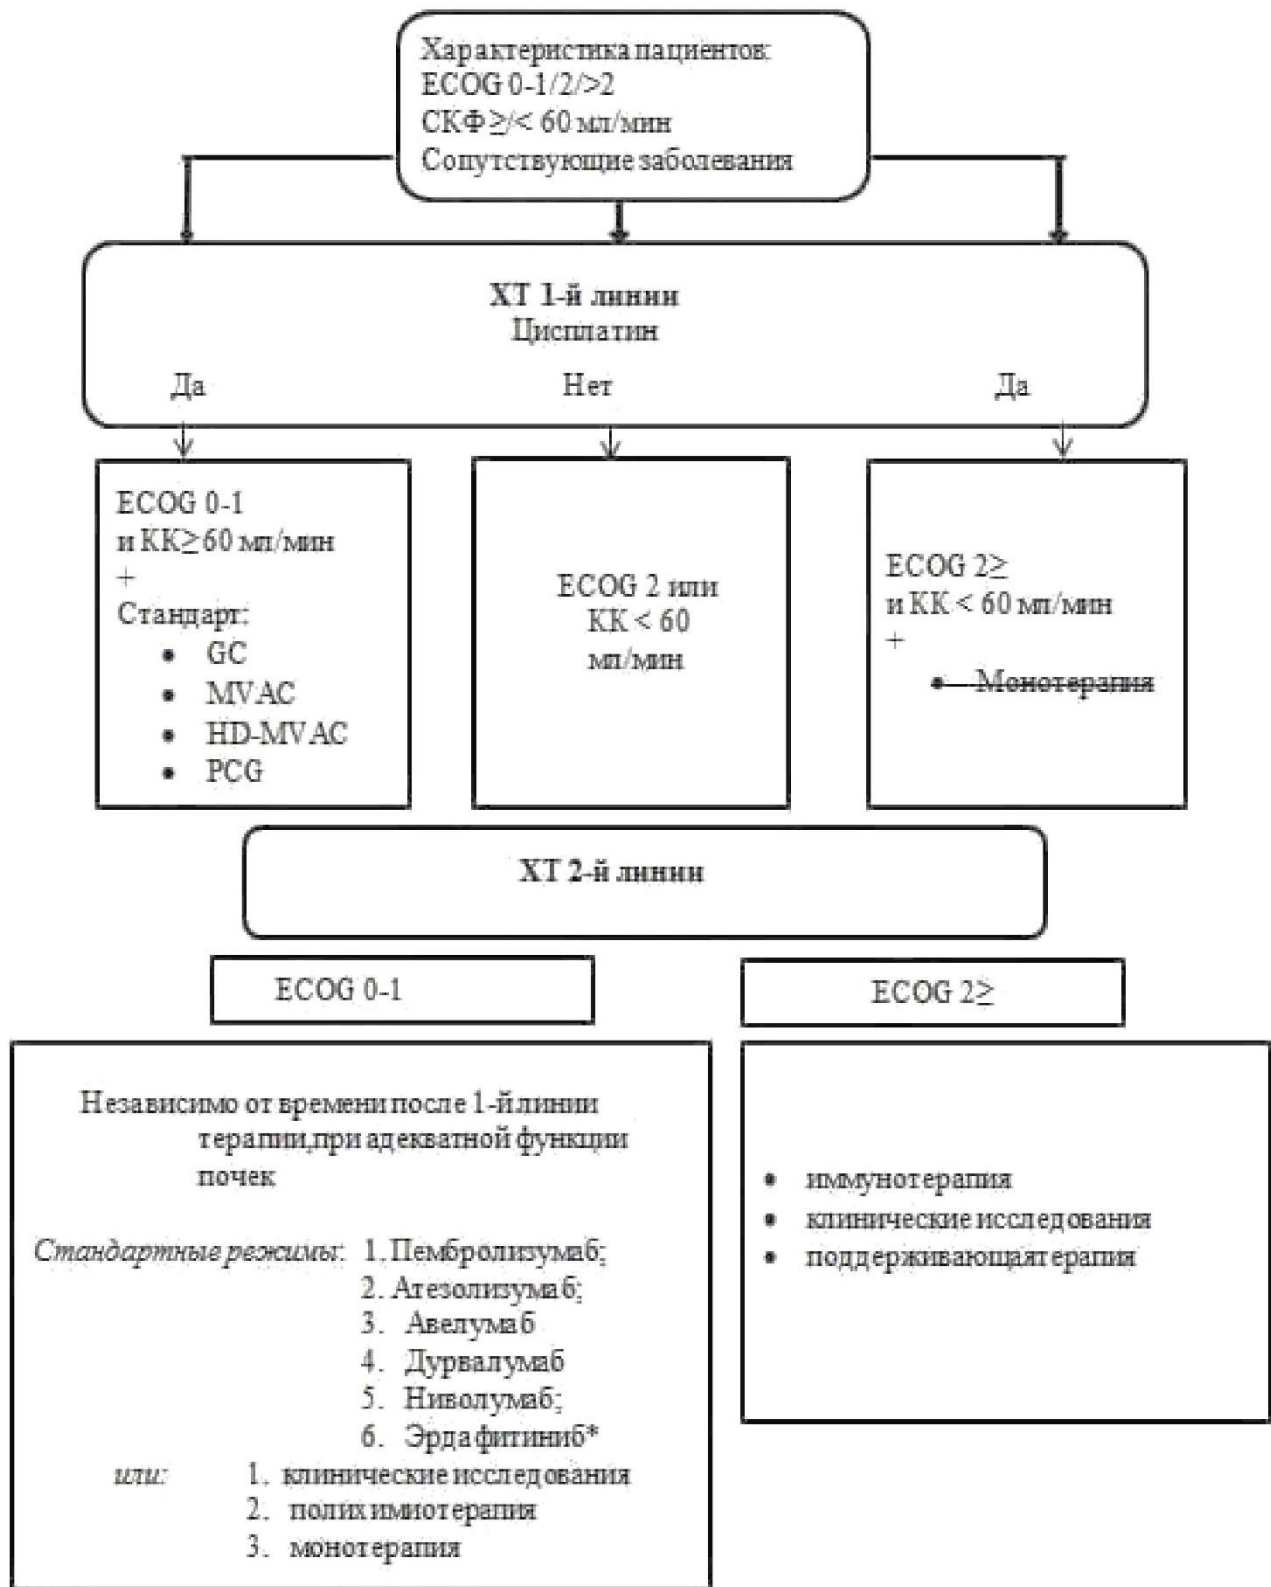 Характеристика пациентов:
ECOG 0-1/2/>2
СКФ ≥/< 60 мл/мин
Сопутствующие заболевания
ХТ 1-й линии
Цисплатин
Да
Нет
Да
ECOG 0-1
и КК≥60 мл/мин
+
Стандарт:
• GC
• MVAC
• HD-MVAC
• PCG
ECOG 2 или
КК < 60
мл/мин
ECOG 2≥
и КК < 60 мл/мин
+
• Монотерапия
ХТ 2-й линии
ECOG 0-1
ECOG 2≥
Независимо от времени после 1-й линии
терапии,при адекватной функции
почек
Стандартные режимы: 1. Пембролизумаб;
2. Атезолизумаб;
3. Авелумаб
4. Дурвалумаб
5. Ниволумаб;
6. Эрдафитиниб*
или: 1. клинические исследования
2. полихимиотерапия
3. монотерапия
• иммунотерапия
• клинические исследования
• поддерживающаятерапия